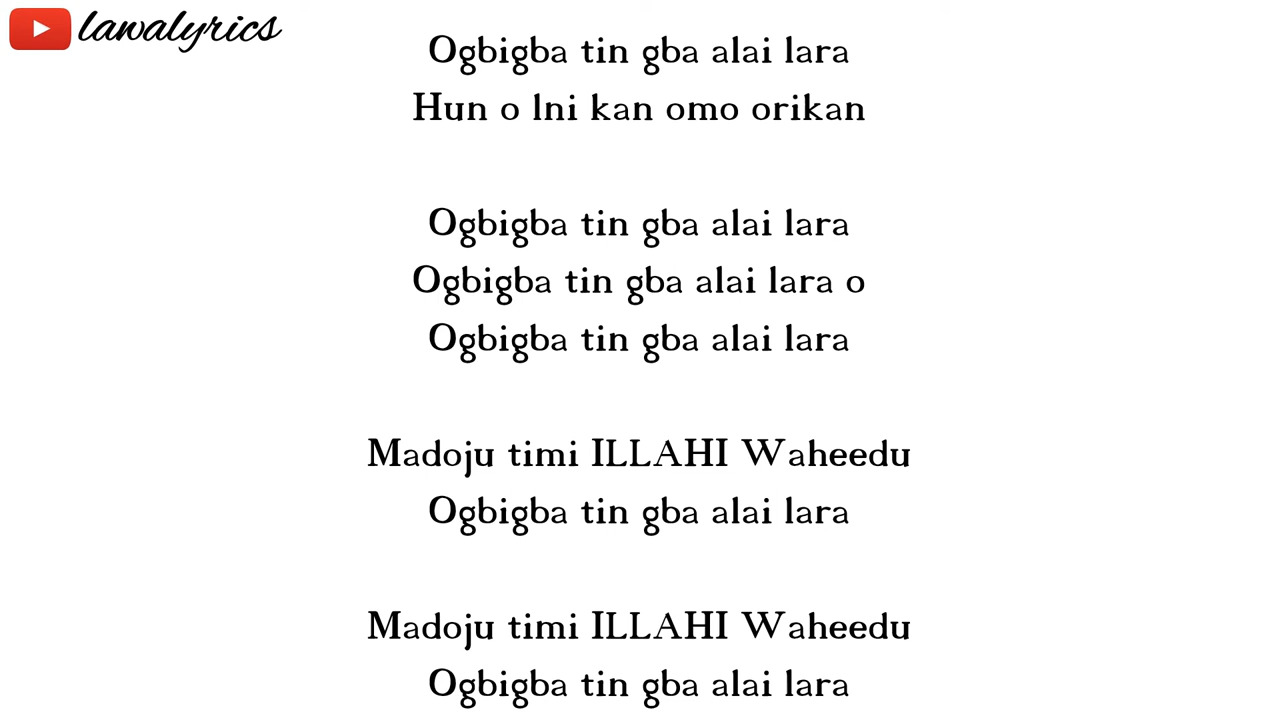 lawalyrics
Ogbigba tin gba alai lara
Hun o lni kan omo orikan
Ogbigba tin gba alai lara
Ogbigba tin gba alai lara o
Ogbigba tin gba alai lara
Madoju timi ILLAHI Waheedu
Ogbigba tin gba alai lara
Madoju timi ILLAHI Waheedu
Ogbigba tin gba alai lara